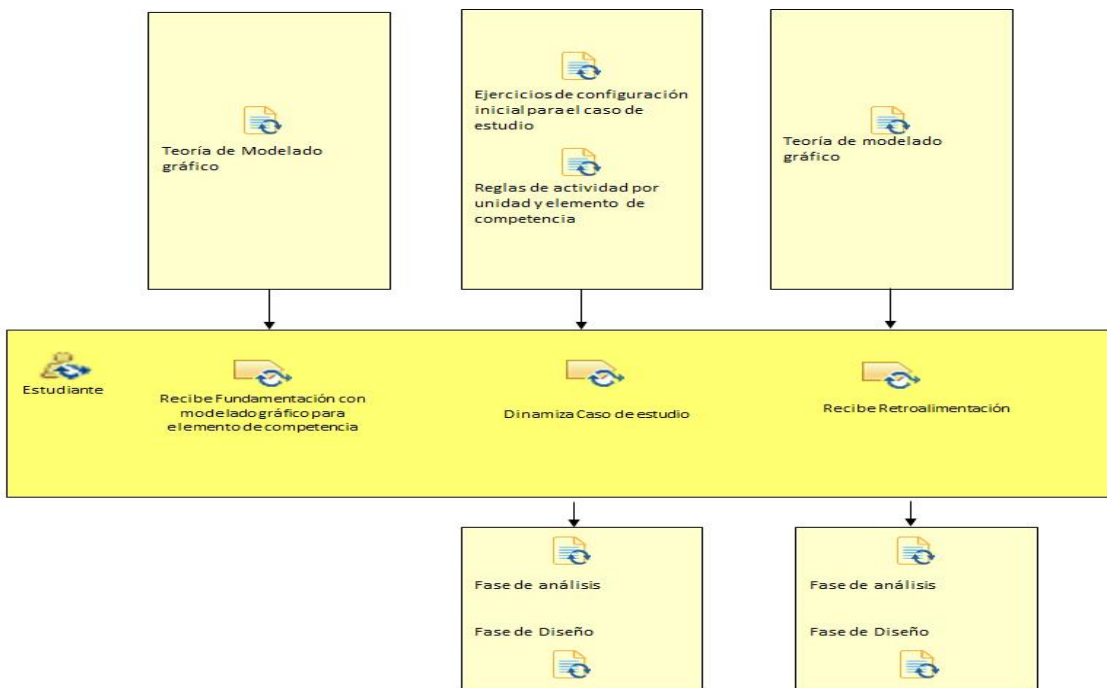 Teoría de Modelado
gráfico
Ejercicios de configuración
inicial para el caso de
estudio
Reglas de actividad por
unidad y elemento de
competencia
Teoría de modelado
gráfico
Estudiante
Recibe Fundamentación con
modelado gráfico para
elemento de competencia
Dinamiza Caso de estudio
Recibe Retroalimentación
Fase de análisis
Fase de Diseño
Fase de análisis
Fase de Diseño